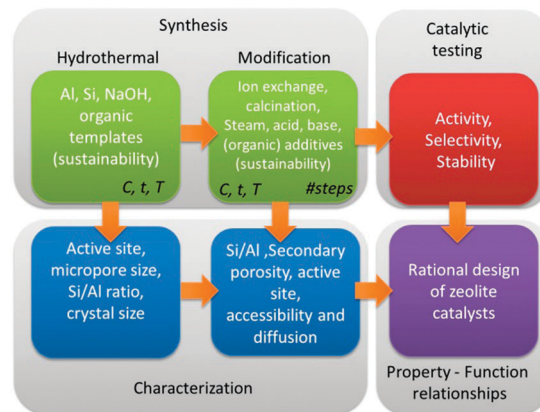 Synthesis
Catalytic
testing
Hydrothermal
Modification
Al, Si, NaOH,
organic
templates
(sustainability)
C, t, T
Ion exchange,
calcination,
Steam, acid, base,
(organic) additives
(sustainability)
C, t, T #steps
Activity,
Selectivity,
Stability
Active site,
micropore size,
Si/Al ratio,
crystal size
Si/Al ,Secondary
porosity, active
site,
accessibility and
diffusion
Rational design
of zeolite
catalysts
Characterization
Property - Function
relationships